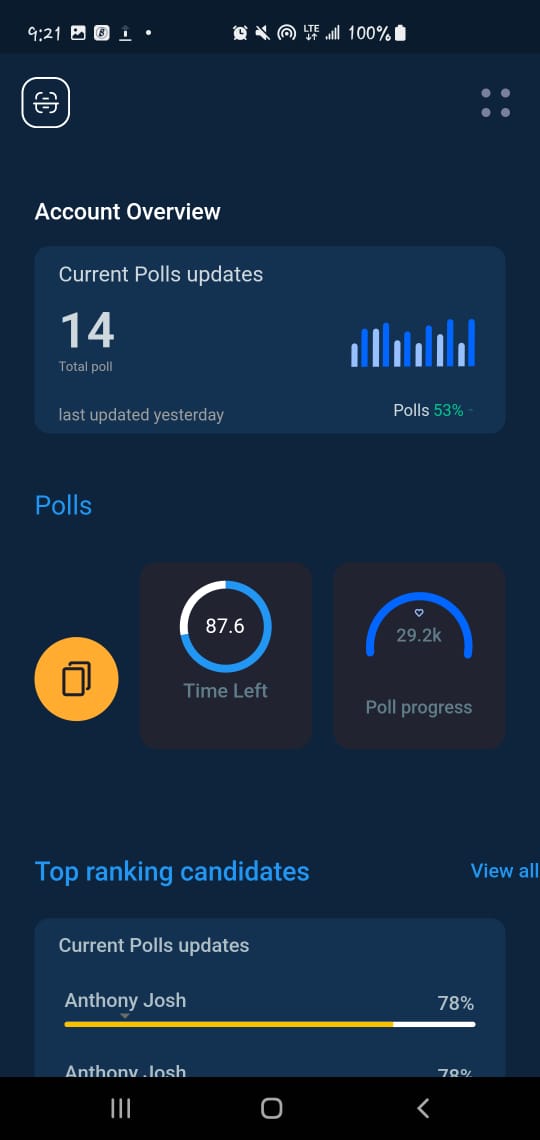 9:21 LTE 100%
Account Overview
Current Polls updates
14
Total poll
last updated yesterday
Polls 53%
Polls
87.6
Time Left
29.2k
Poll progress
Top ranking candidates
View all
Current Polls updates
Anthony Josh
78%
Anthony Josh
78%